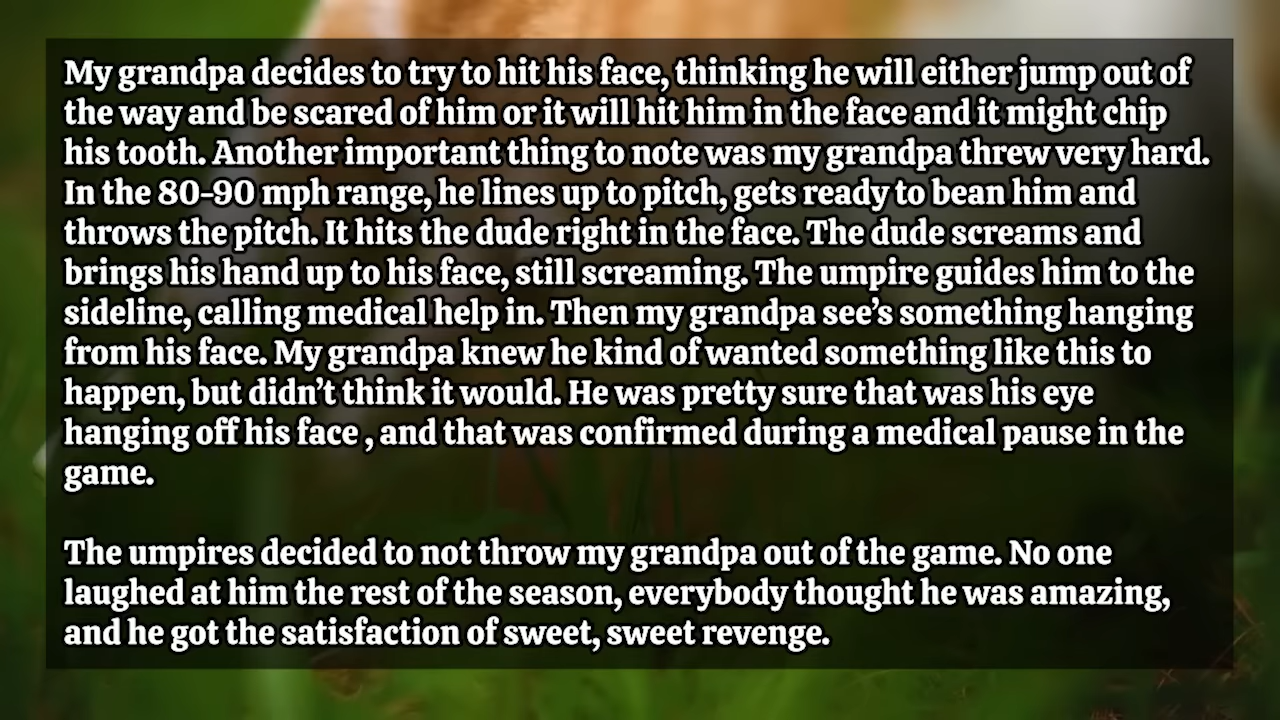 My grandpa decides to try to hit his face, thinking he will either jump out of
the way and be scared of him or it will hit him in the face and it might chip
his tooth. Another important thing to note was my grandpa threw very hard.
In the 80-90 mph range, he lines up to pitch, gets ready to bean him and
throws the pitch. It hits the dude right in the face. The dude screams and
brings his hand up to his face, still screaming. The umpire guides him to the
sideline, calling medical help in. Then my grandpa see’s something hanging
from his face. My grandpa knew he kind of wanted something like this to
happen, but didn’t think it would. He was pretty sure that was his eye
hanging off his face , and that was confirmed during a medical pause in the
game.

The umpires decided to not throw my grandpa out of the game. No one
laughed at him the rest of the season, everybody thought he was amazing,
and he got the satisfaction of sweet, sweet revenge.